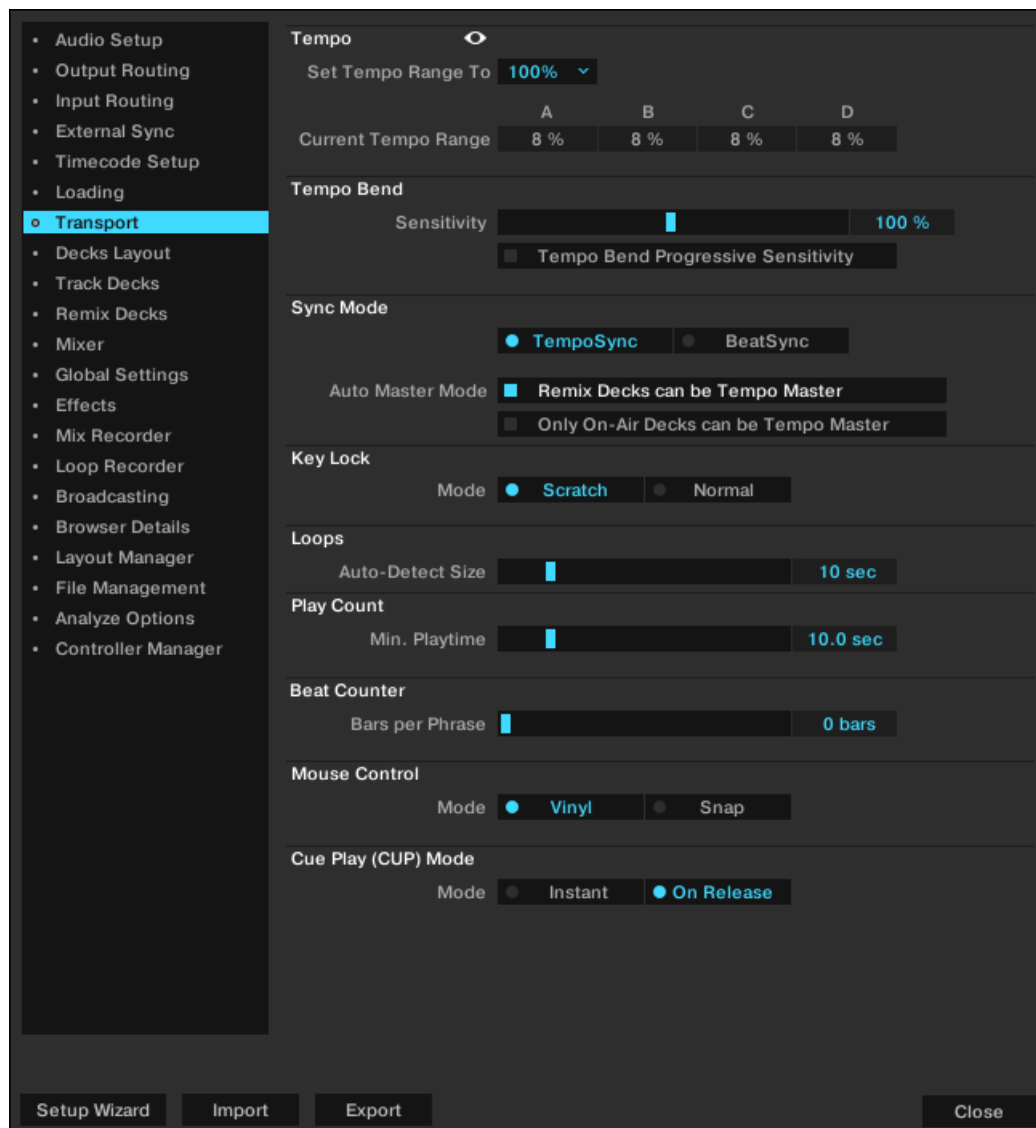 Audio Setup
Output Routing
Input Routing
External Sync
Timecode Setup
Loading
Transport
Decks Layout
Track Decks
Remix Decks
Mixer
Global Settings
Effects
Mix Recorder
Loop Recorder
Broadcasting
Browser Details
Layout Manager
File Management
Analyze Options
Controller Manager
Tempo
Set Tempo Range To 100%
A B C D
Current Tempo Range 8 % 8 % 8 % 8 %
Tempo Bend
Sensitivity 100 %
Tempo Bend Progressive Sensitivity
Sync Mode
TempoSync BeatSync
Auto Master Mode Remix Decks can be Tempo Master
Only On-Air Decks can be Tempo Master
Key Lock
Mode Scratch Normal
Loops
Auto-Detect Size 10 sec
Play Count
Min. Playtime 10.0 sec
Beat Counter
Bars per Phrase 0 bars
Mouse Control
Mode Vinyl Snap
Cue Play (CUP) Mode
Mode Instant On Release
Setup Wizard Import Export Close